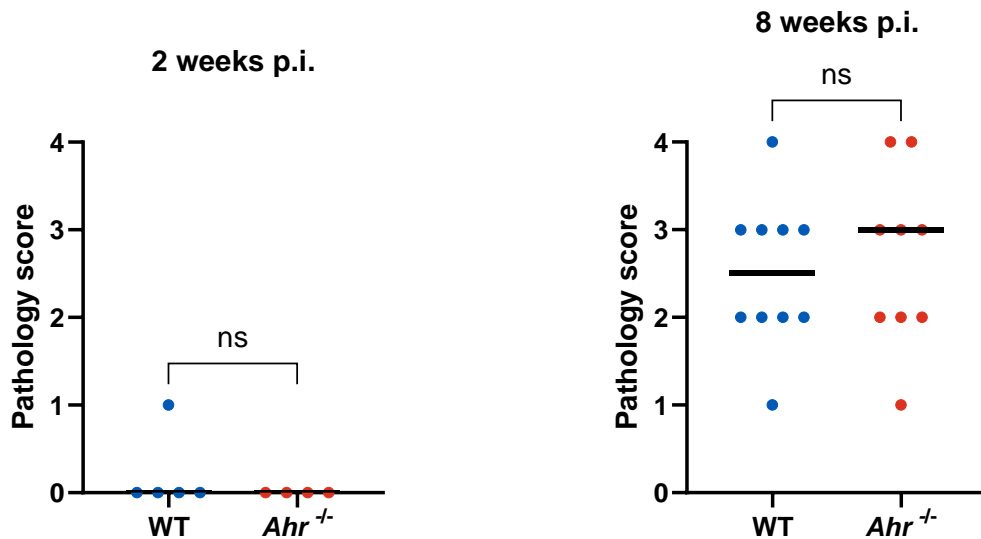 2 weeks p.i.
ns
Pathology score
4
3
2
1
0
WT Ahr -/-
8 weeks p.i.
ns
Pathology score
4
3
2
1
0
WT Ahr -/-